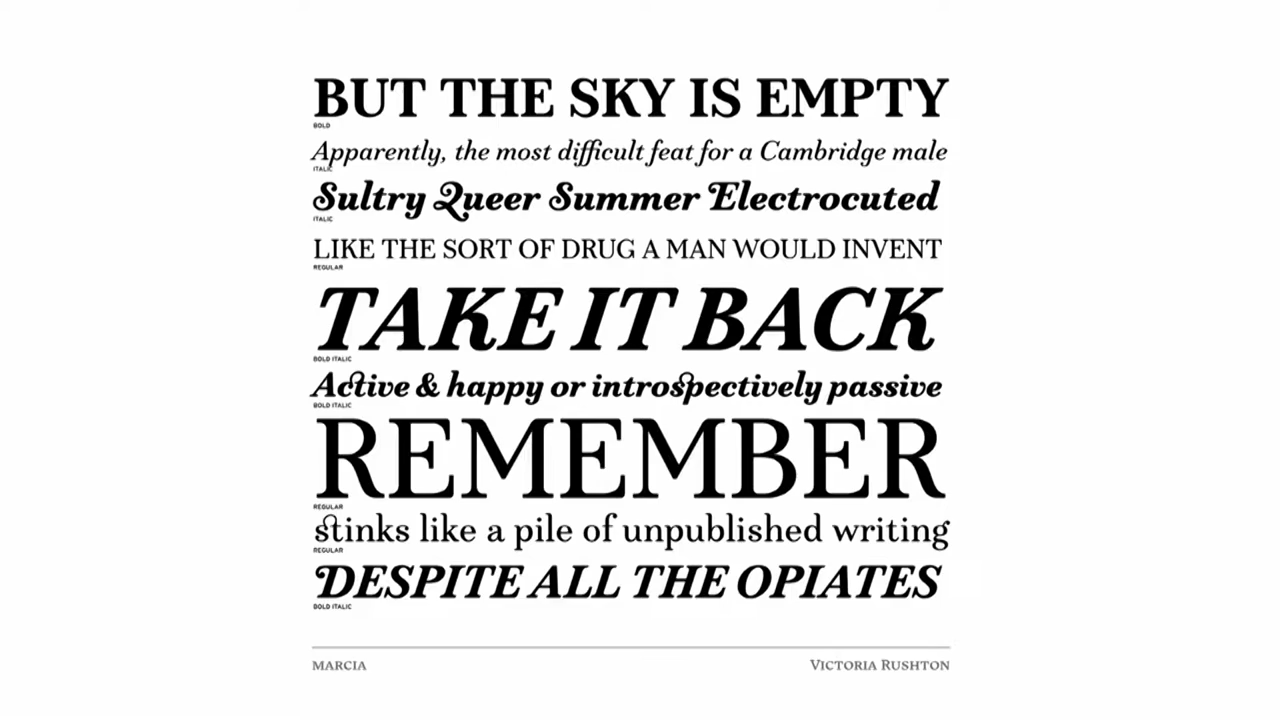 BUT THE SKY IS EMPTY
BOLD
Apparently, the most difficult feat for a Cambridge male
ITALIC
Sultry Queer Summer Electrocuted
ITALIC
LIKE THE SORT OF DRUG A MAN WOULD INVENT
REGULAR
TAKE IT BACK
BOLD ITALIC
Active & happy or introspectively passive
BOLD ITALIC
REMEMBER
REGULAR
stinks like a pile of unpublished writing
REGULAR
DESPITE ALL THE OPIATES
BOLD ITALIC
MARCIA
VICTORIA RUSHTON